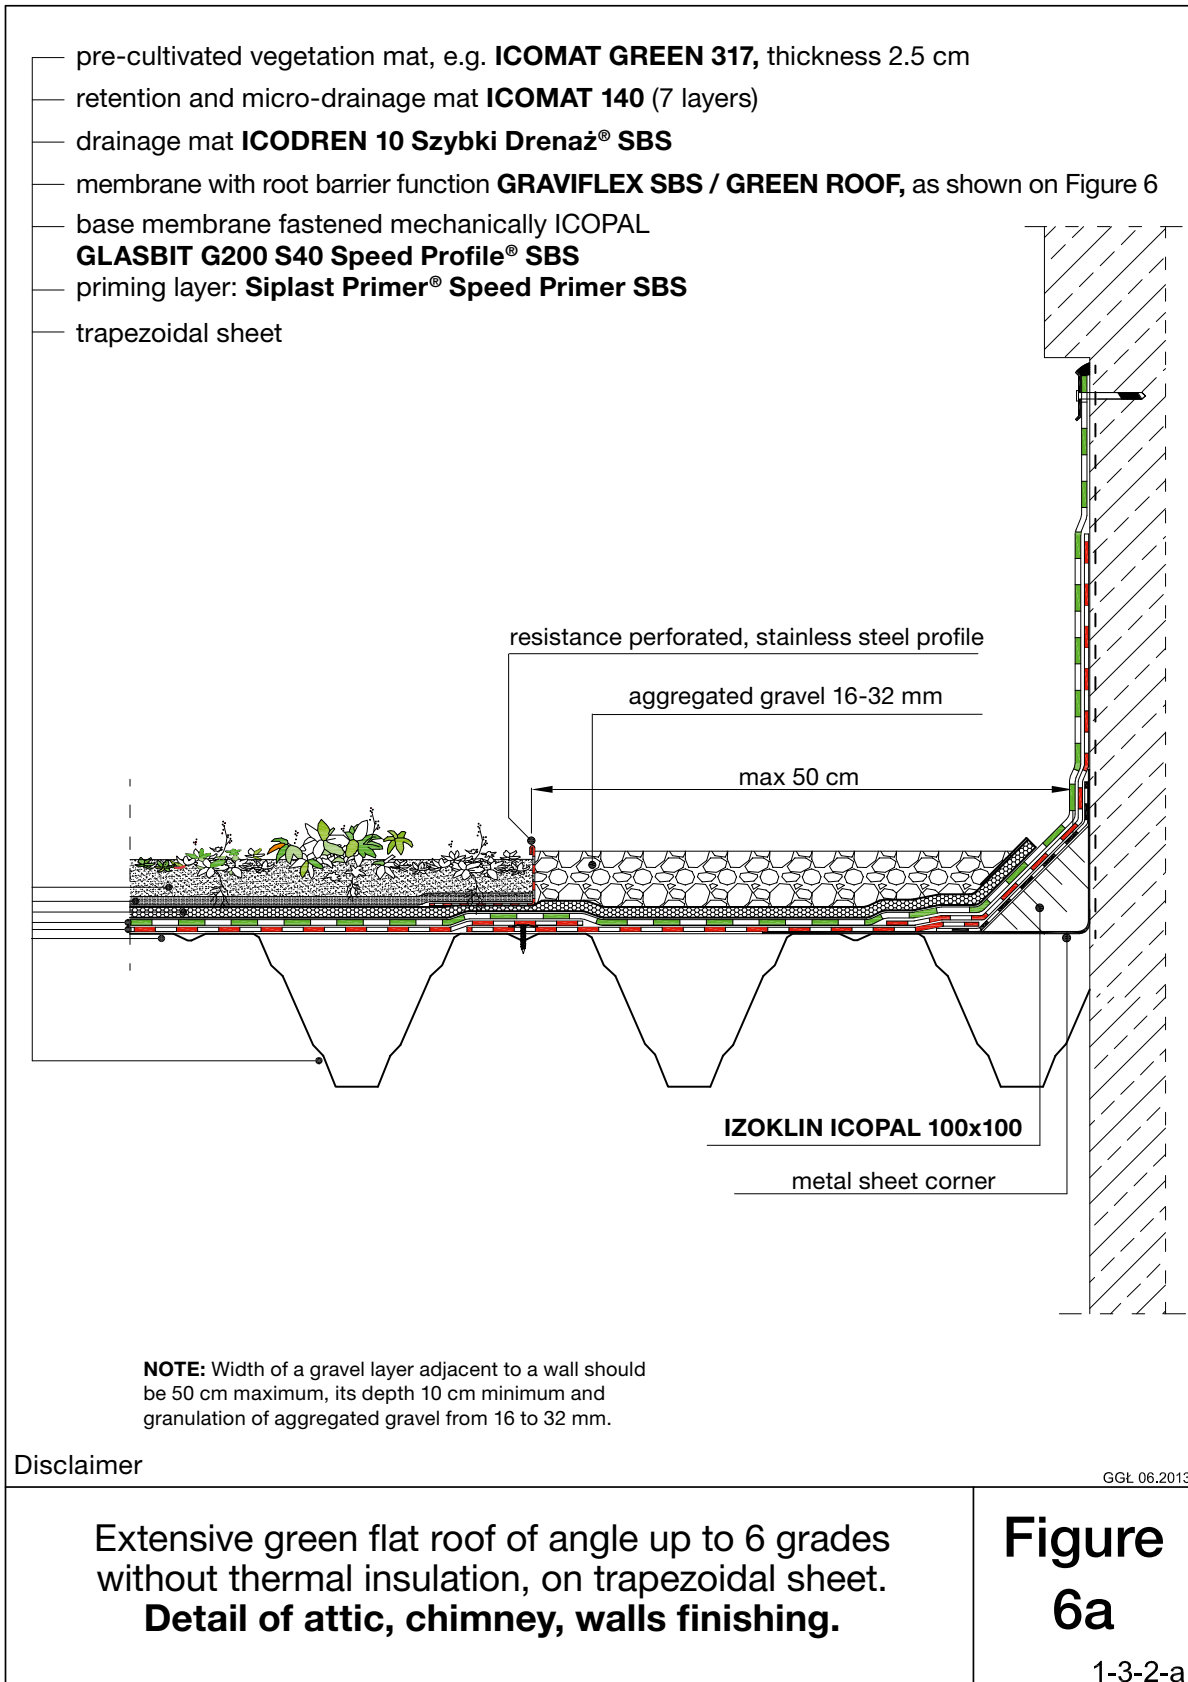 pre-cultivated vegetation mat, e.g. ICOMAT GREEN 317, thickness 2.5 cm
retention and micro-drainage mat ICOMAT 140 (7 layers)
drainage mat ICODREN 10 Szybki Drenaż® SBS
membrane with root barrier function GRAVIFLEX SBS / GREEN ROOF, as shown on Figure 6
base membrane fastened mechanically ICOPAL
GLASBIT G200 S40 Speed Profile® SBS
priming layer: Siplast Primer® Speed Primer SBS
trapezoidal sheet
resistance perforated, stainless steel profile
aggregated gravel 16-32 mm
max 50 cm
IZOKLIN ICOPAL 100x100
metal sheet corner
NOTE: Width of a gravel layer adjacent to a wall should
be 50 cm maximum, its depth 10 cm minimum and
granulation of aggregated gravel from 16 to 32 mm.
Disclaimer
GGŁ 06.2013
Extensive green flat roof of angle up to 6 grades
without thermal insulation, on trapezoidal sheet.
Detail of attic, chimney, walls finishing.
Figure
6a
1-3-2-a